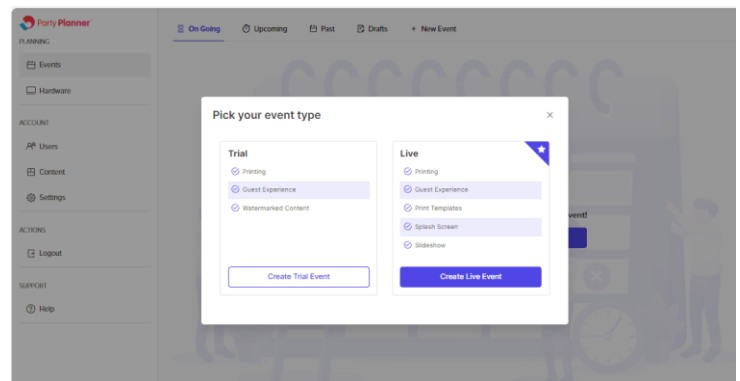 Party Planner
PLANNING
Events
Hardware
ACCOUNT
Users
Content
Settings
ACTIONS
Logout
SUPPORT
Help
On Going
Upcoming
Past
Drafts
+ New Event
Pick your event type
Trial
Printing
Guest Experience
Watermarked Content
Create Trial Event
Live
Printing
Guest Experience
Print Templates
Splash Screen
Slideshow
Create Live Event
vent!